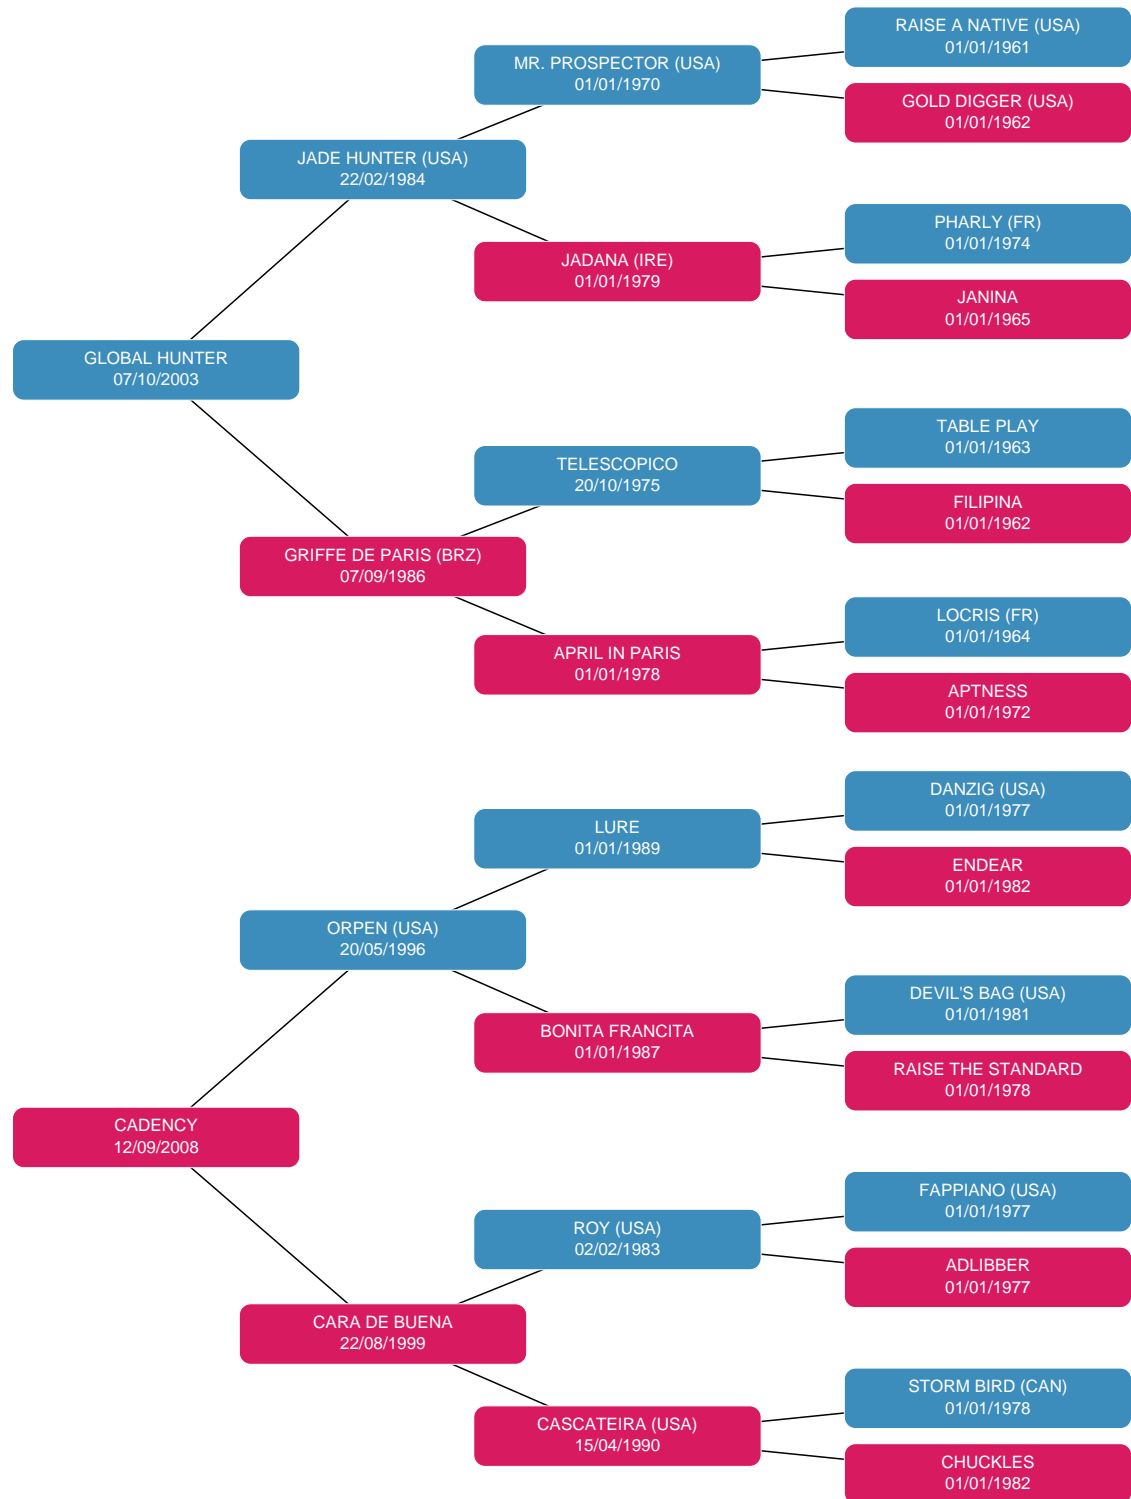 RAISE A NATIVE (USA)
01/01/1961
MR. PROSPECTOR (USA)
01/01/1970
GOLD DIGGER (USA)
01/01/1962
JADE HUNTER (USA)
22/02/1984
PHARLY (FR)
01/01/1974
JADANA (IRE)
01/01/1979
JANINA
01/01/1965
GLOBAL HUNTER
07/10/2003
TABLE PLAY
01/01/1963
TELESCOPICO
20/10/1975
FILIPINA
01/01/1962
GRIFFE DE PARIS (BRZ)
07/09/1986
LOCRIS (FR)
01/01/1964
APRIL IN PARIS
01/01/1978
APTNESS
01/01/1972
DANZIG (USA)
01/01/1977
LURE
01/01/1989
ENDEAR
01/01/1982
ORPEN (USA)
20/05/1996
DEVIL'S BAG (USA)
01/01/1981
BONITA FRANCITA
01/01/1987
RAISE THE STANDARD
01/01/1978
CADENCY
12/09/2008
FAPPIANO (USA)
01/01/1977
ROY (USA)
02/02/1983
ADLIBBER
01/01/1977
CARA DE BUENA
22/08/1999
STORM BIRD (CAN)
01/01/1978
CASCATEIRA (USA)
15/04/1990
CHUCKLES
01/01/1982